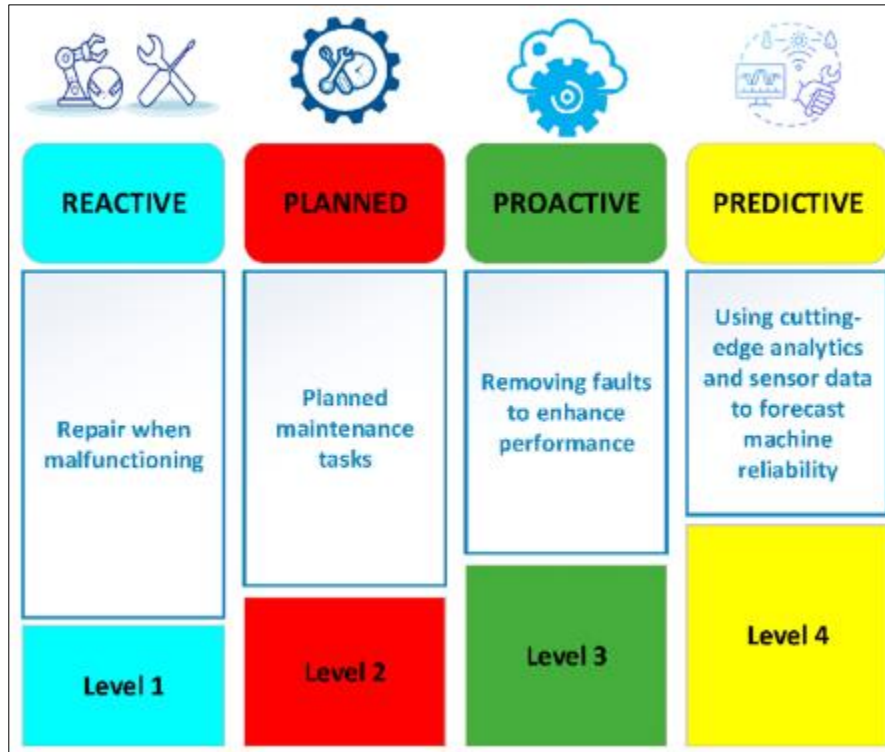 REACTIVE
PLANNED
PROACTIVE
PREDICTIVE
Repair when
malfunctioning
Planned
maintenance
tasks
Removing faults
to enhance
performance
Using cutting-
edge analytics
and sensor data
to forecast
machine
reliability
Level 1
Level 2
Level 3
Level 4